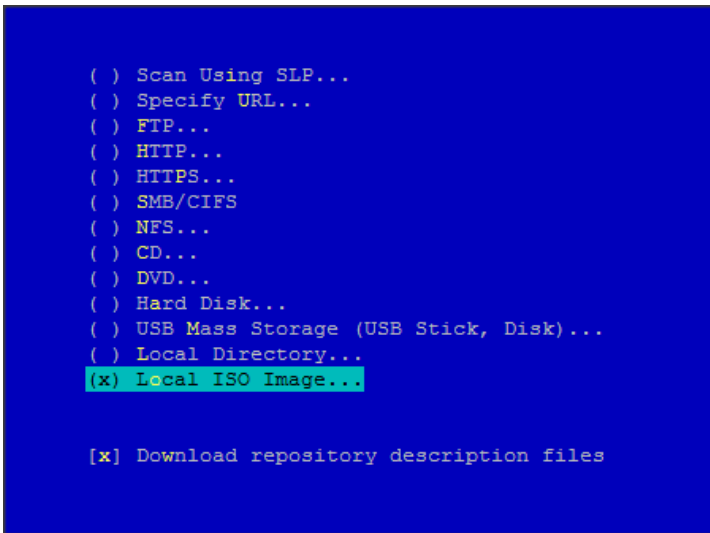 ( ) Scan Using SLP...
( ) Specify URL...
( ) FTP...
( ) HTTP...
( ) HTTPS...
( ) SMB/CIFS
( ) NFS...
( ) CD...
( ) DVD...
( ) Hard Disk...
( ) USB Mass Storage (USB Stick, Disk)...
( ) Local Directory...
(x) Local ISO Image...
[x] Download repository description files